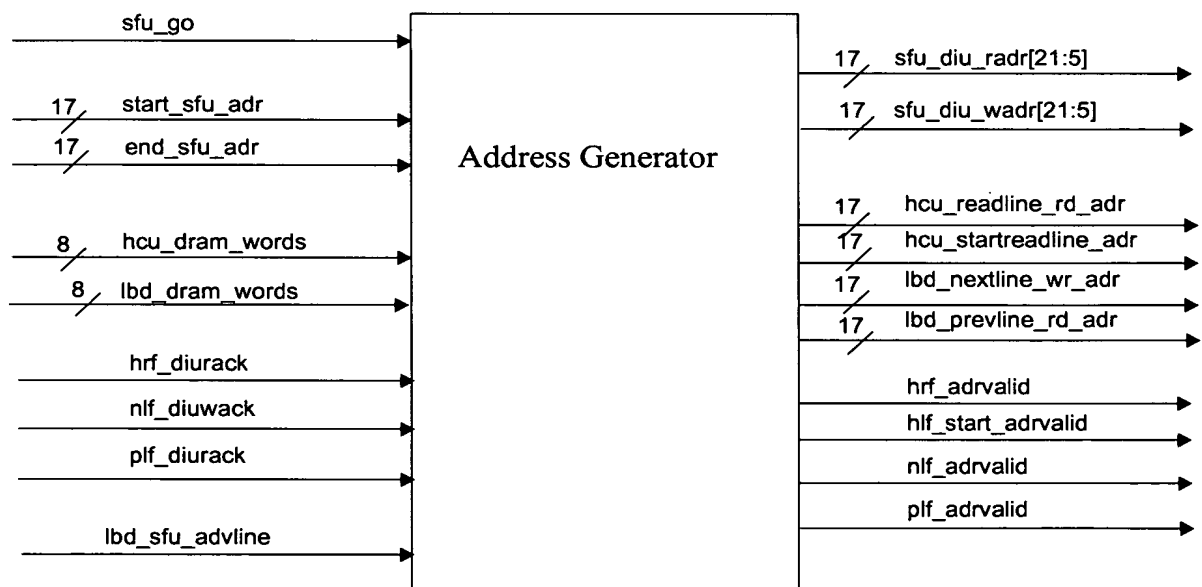 sfu_go
17 start_sfu_adr
17 end_sfu_adr
8 hcu_dram_words
8 lbd_dram_words
hrf_diurack
nlf_diuwack
plf_diurack
lbd_sfu_advline
Address Generator
17 sfu_diu_radr[21:5]
17 sfu_diu_wadr[21:5]
17 hcu_readline_rd_adr
17 hcu_startreadline_adr
17 lbd_nextline_wr_adr
17 lbd_prevline_rd_adr
hrf_adrvalid
hlf_start_adrvalid
nlf_adrvalid
plf_adrvalid